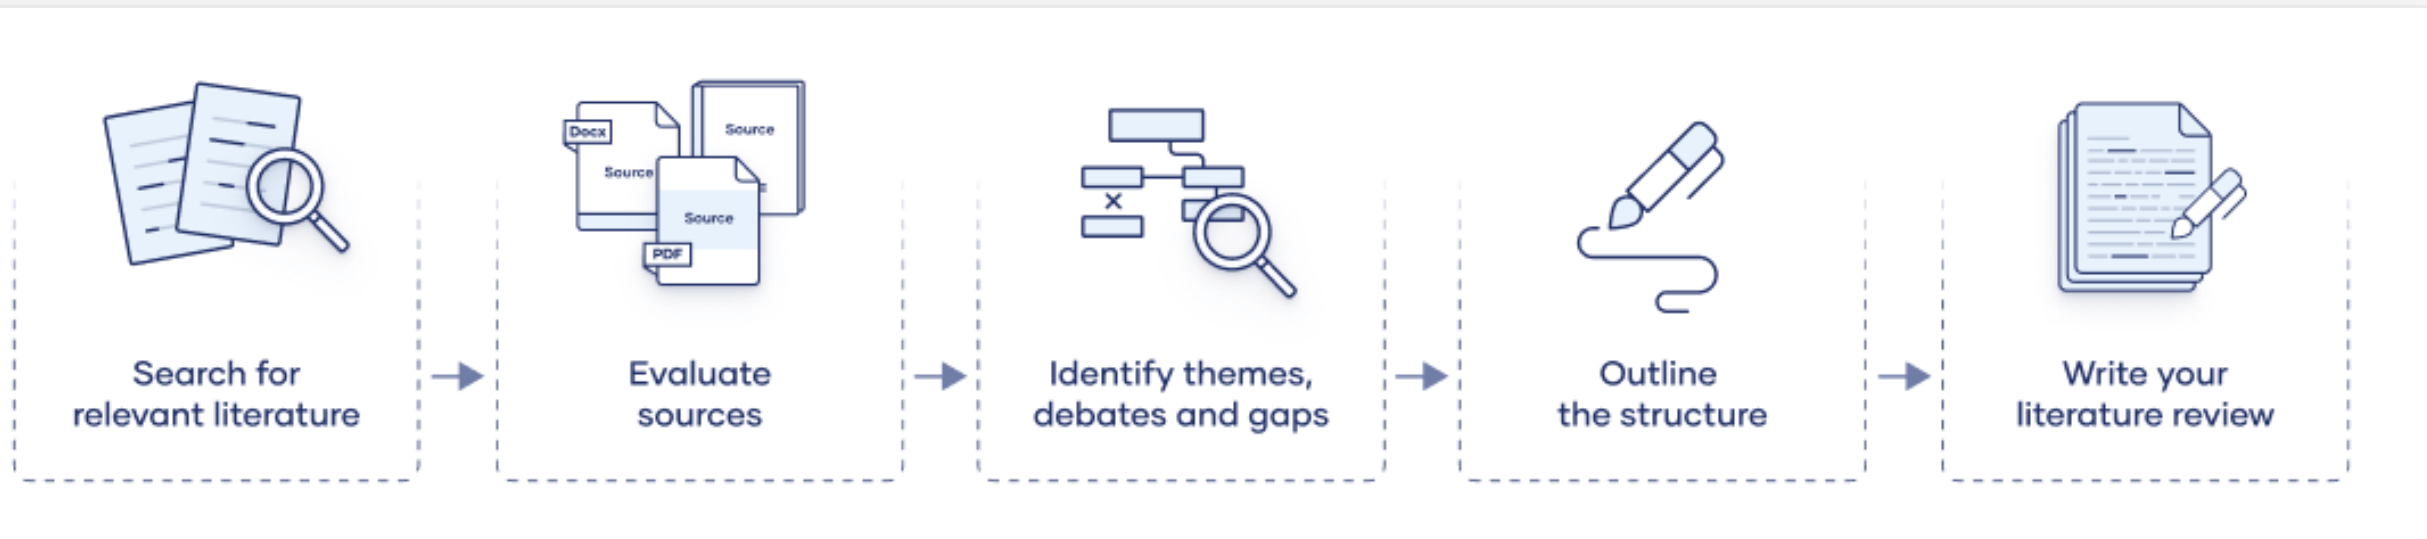 Docx
Source
Source
Source
PDF
Search for
relevant literature
Evaluate
sources
Identify themes,
debates and gaps
Outline
the structure
Write your
literature review